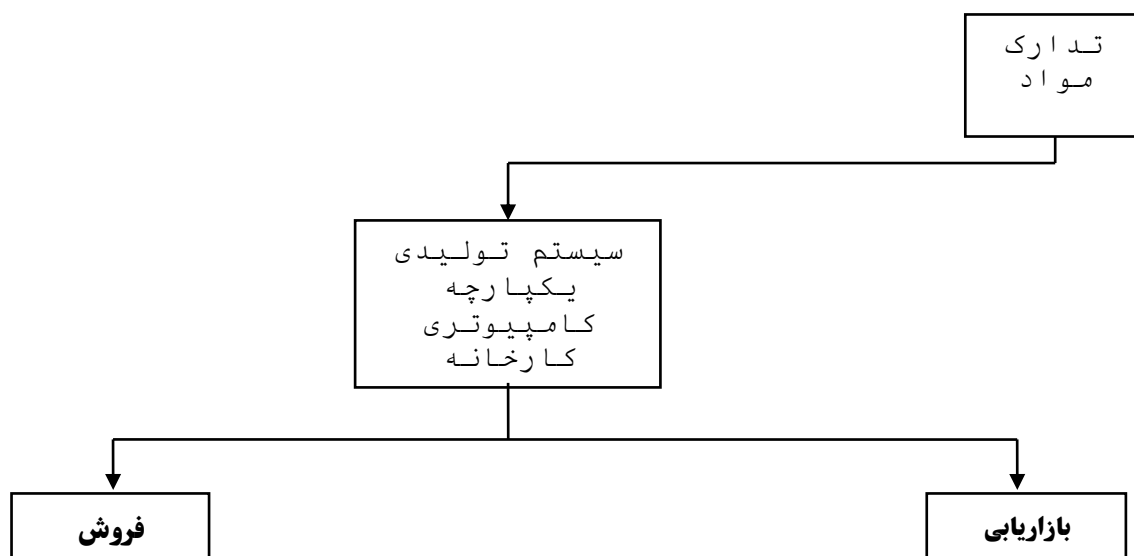 تدارک
مواد
سیستم تولیدی
یکپارچه
کامپیوتری
کارخانه
بازاریابی
فروش